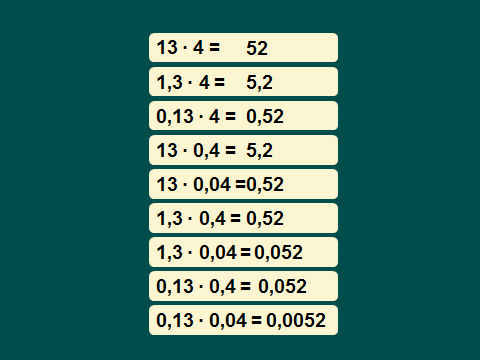 13 · 4 = 52
1,3 · 4 = 5,2
0,13 · 4 = 0,52
13 · 0,4 = 5,2
13 · 0,04 =0,52
1,3 · 0,4 = 0,52
1,3 · 0,04 = 0,052
0,13 · 0,4 = 0,052
0,13 · 0,04 = 0,0052